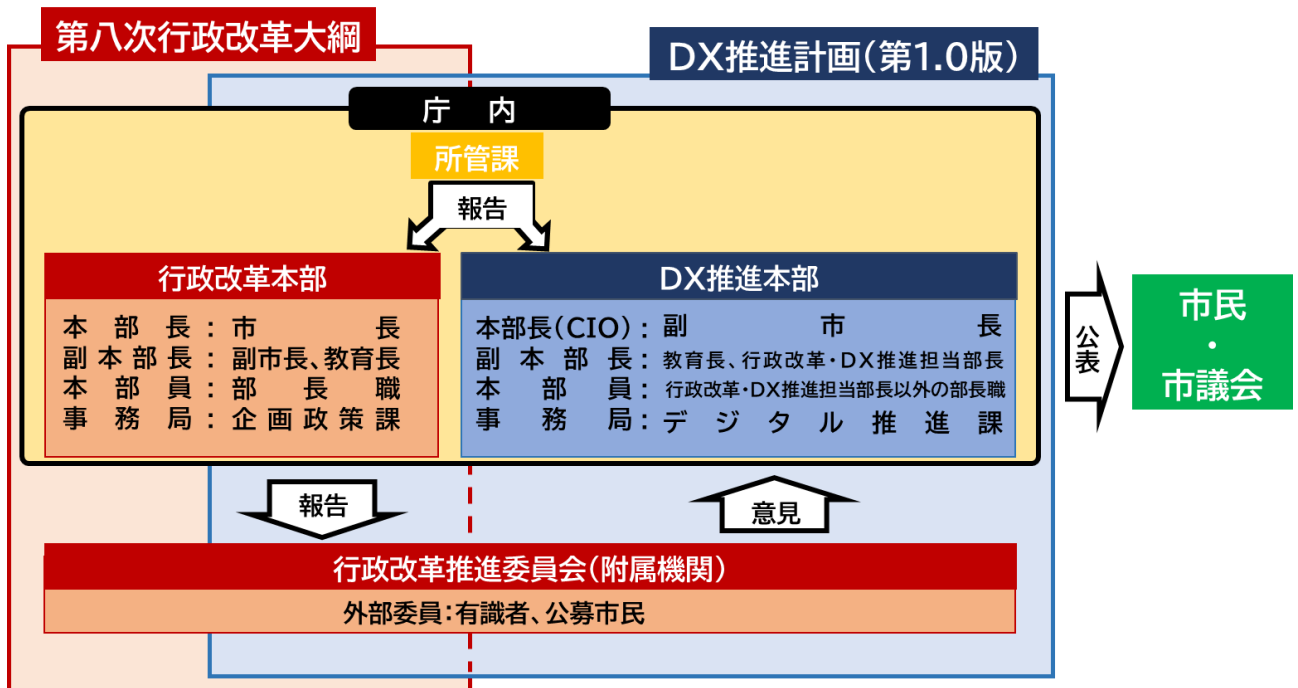 第八次行政改革大綱
DX推進計画(第1.0版)
庁内
所管課
報告
行政改革本部
本部長：市長
副本部長：副市長、教育長
本部員：部長職
事務局：企画政策課
DX推進本部
本部長(CIO)：副市長
副本部長：教育長、行政改革・DX推進担当部長
本部員：行政改革・DX推進担当部長以外の部長職
事務局：デジタル推進課
公表
市民
・
市議会
報告
意見
行政改革推進委員会(附属機関)
外部委員：有識者、公募市民